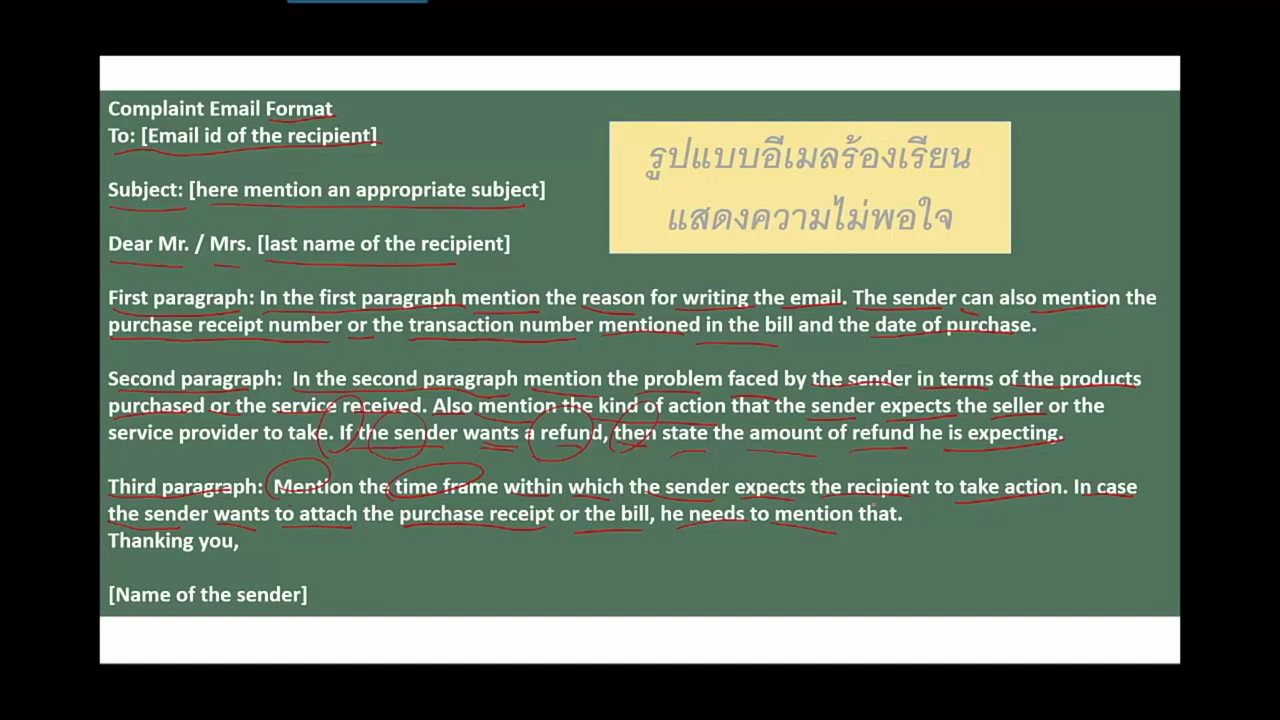 Complaint Email Format
To: [Email id of the recipient]
รูปแบบอีเมลร้องเรียน
แสดงความไม่พอใจ
Subject: [here mention an appropriate subject]
Dear Mr. / Mrs. [last name of the recipient]
First paragraph: In the first paragraph mention the reason for writing the email. The sender can also mention the
purchase receipt number or the transaction number mentioned in the bill and the date of purchase.
Second paragraph:  In the second paragraph mention the problem faced by the sender in terms of the products
purchased or the service received. Also mention the kind of action that the sender expects the seller or the
service provider to take. If the sender wants a refund, then state the amount of refund he is expecting.
Third paragraph:  Mention the time frame within which the sender expects the recipient to take action. In case
the sender wants to attach the purchase receipt or the bill, he needs to mention that.
Thanking you,
[Name of the sender]